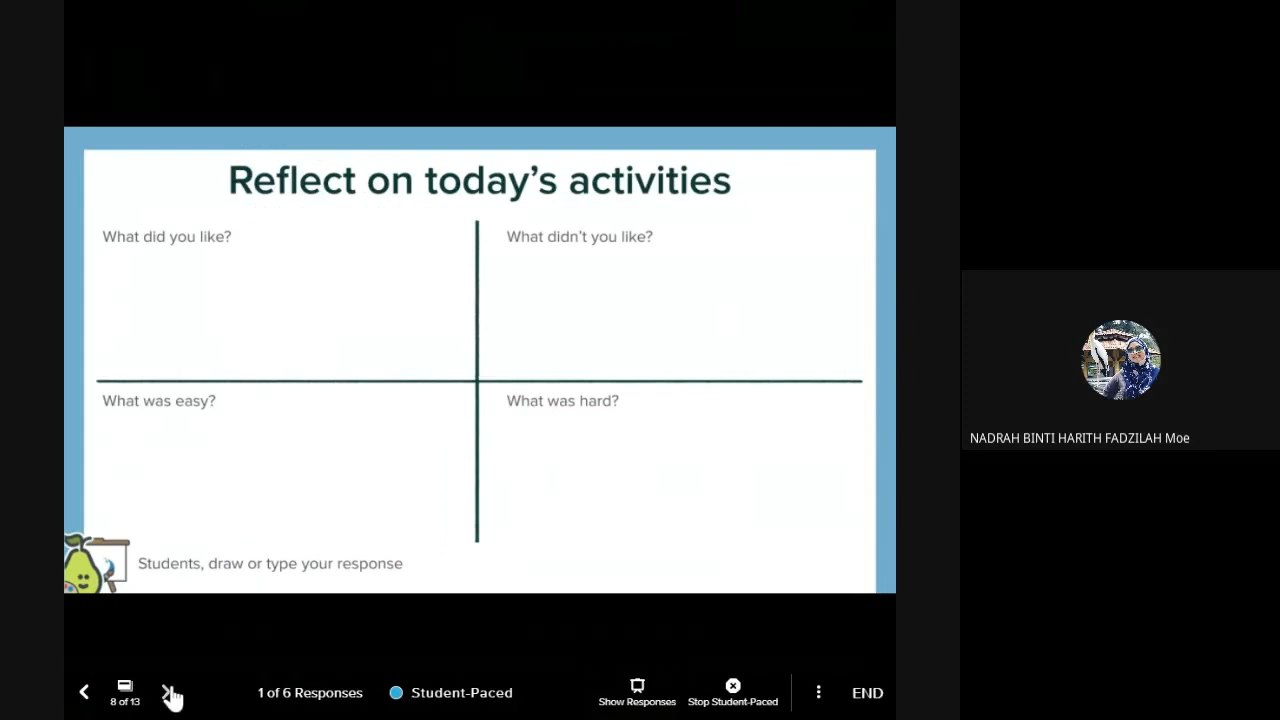 Reflect on today's activities
What did you like?
What didn't you like?
What was easy?
What was hard?
Students, draw or type your response
NADRAH BINTI HARITH FADZILAH Moe
8 of 13
1 of 6 Responses
Student-Paced
Show Responses
Stop Student-Paced
END